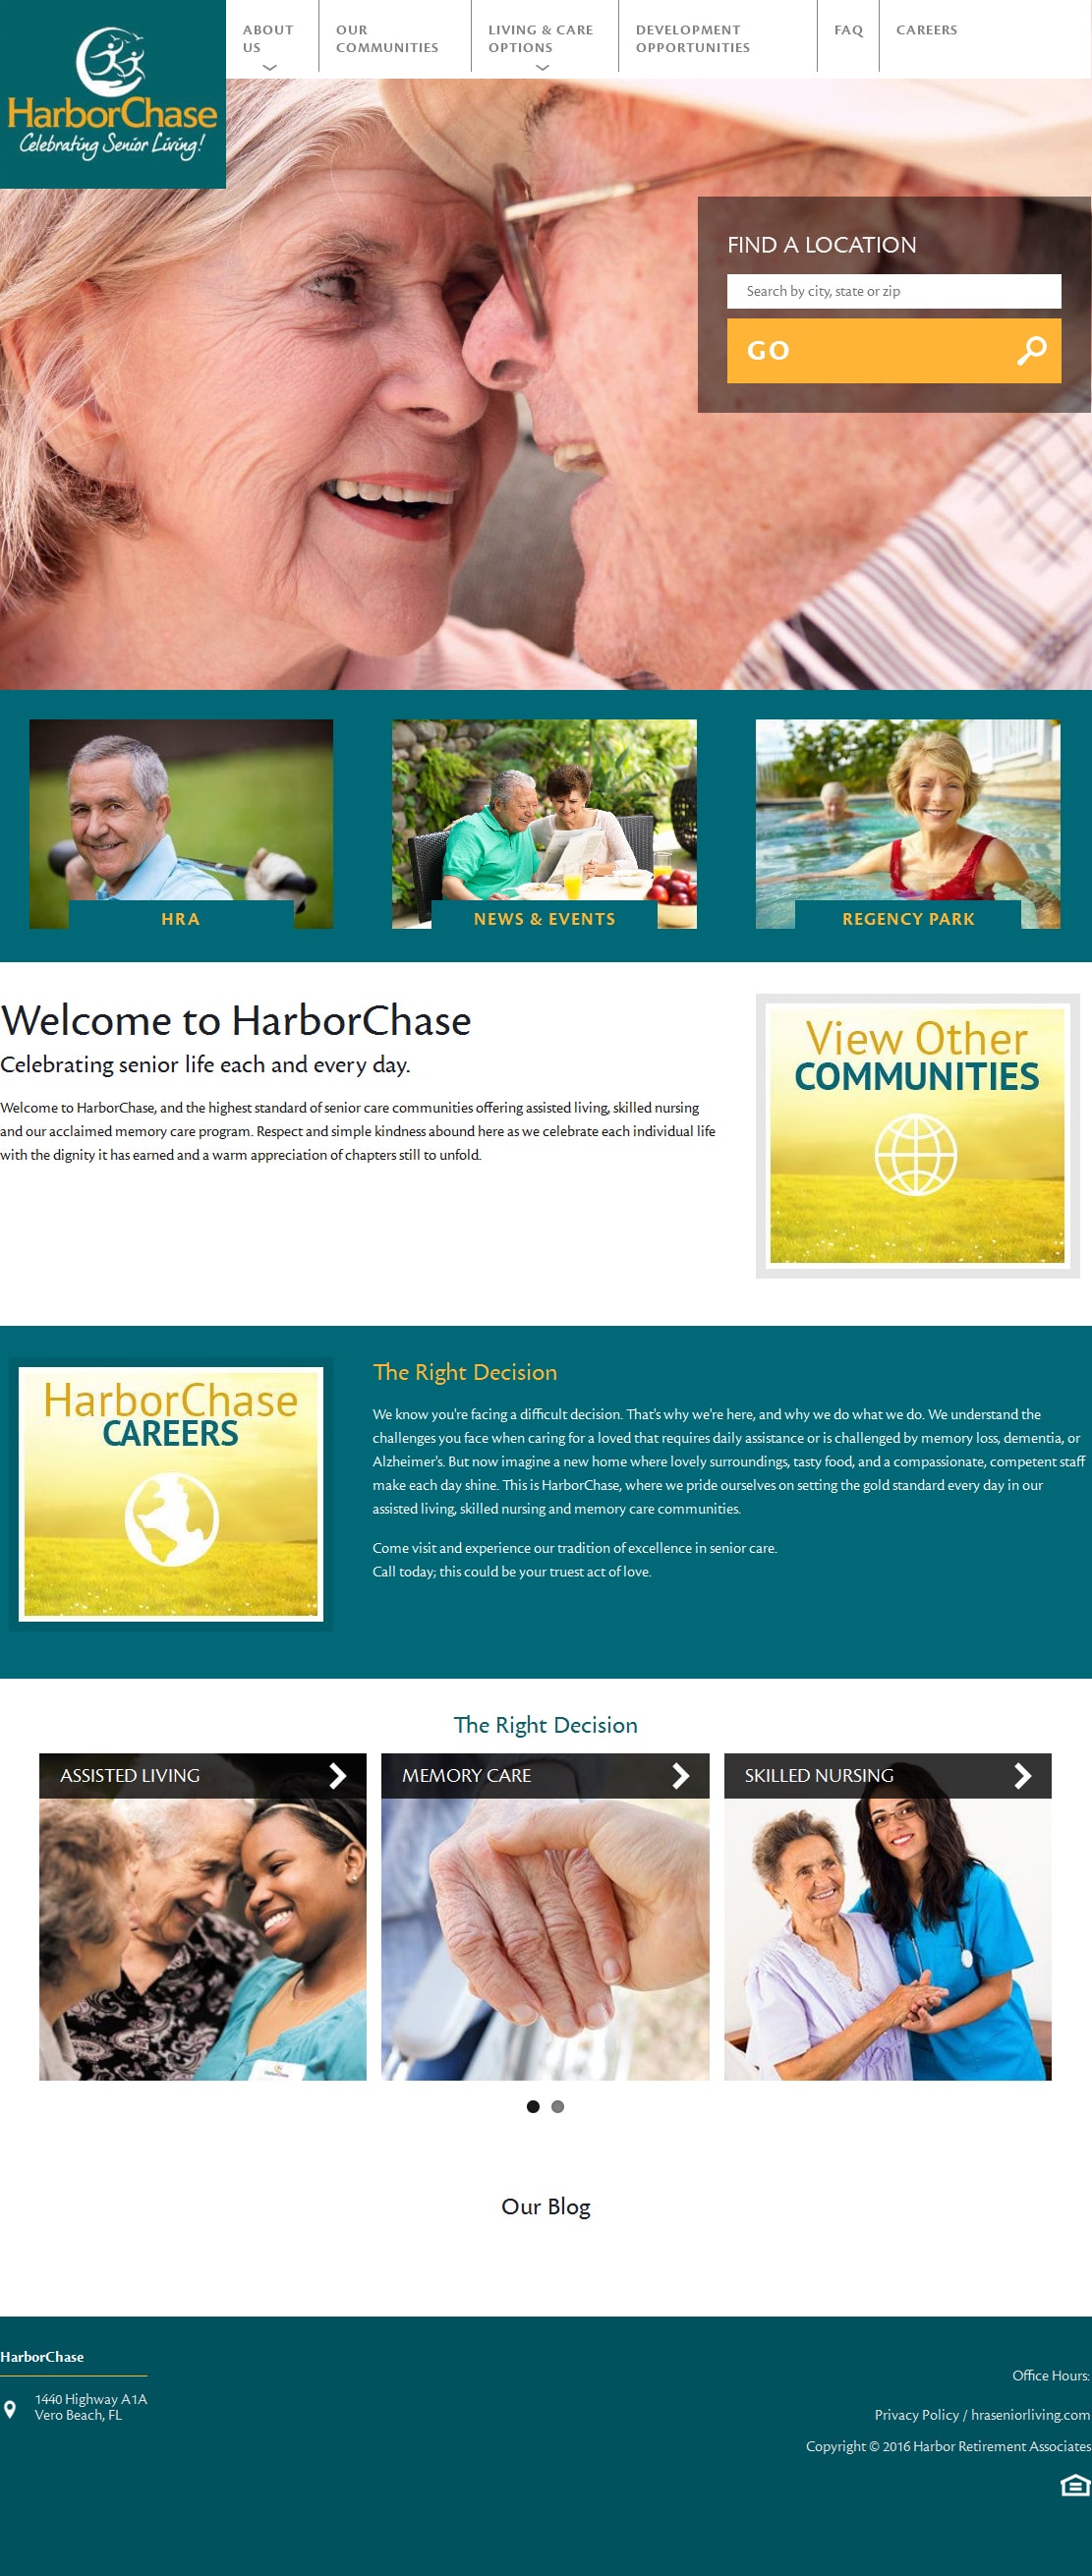 HarborChase
Celebrating Senior Living!
ABOUT
US
OUR
COMMUNITIES
LIVING & CARE
OPTIONS
DEVELOPMENT
OPPORTUNITIES
FAQ
CAREERS
FIND A LOCATION
Search by city, state or zip
GO
HRA
NEWS & EVENTS
REGENCY PARK
Welcome to HarborChase
Celebrating senior life each and every day.
Welcome to HarborChase, and the highest standard of senior care communities offering assisted living, skilled nursing
and our acclaimed memory care program. Respect and simple kindness abound here as we celebrate each individual life
with the dignity it has earned and a warm appreciation of chapters still to unfold.
View Other
COMMUNITIES
HarborChase
CAREERS
The Right Decision
We know you're facing a difficult decision. That's why we're here, and why we do what we do. We understand the
challenges you face when caring for a loved that requires daily assistance or is challenged by memory loss, dementia, or
Alzheimer's. But now imagine a new home where lovely surroundings, tasty food, and a compassionate, competent staff
make each day shine. This is HarborChase, where we pride ourselves on setting the gold standard every day in our
assisted living, skilled nursing and memory care communities.
Come visit and experience our tradition of excellence in senior care.
Call today; this could be your truest act of love.
The Right Decision
ASSISTED LIVING
MEMORY CARE
SKILLED NURSING
Our Blog
HarborChase
1440 Highway A1A
Vero Beach, FL
Office Hours:
Privacy Policy / hraseniorliving.com
Copyright © 2016 Harbor Retirement Associates